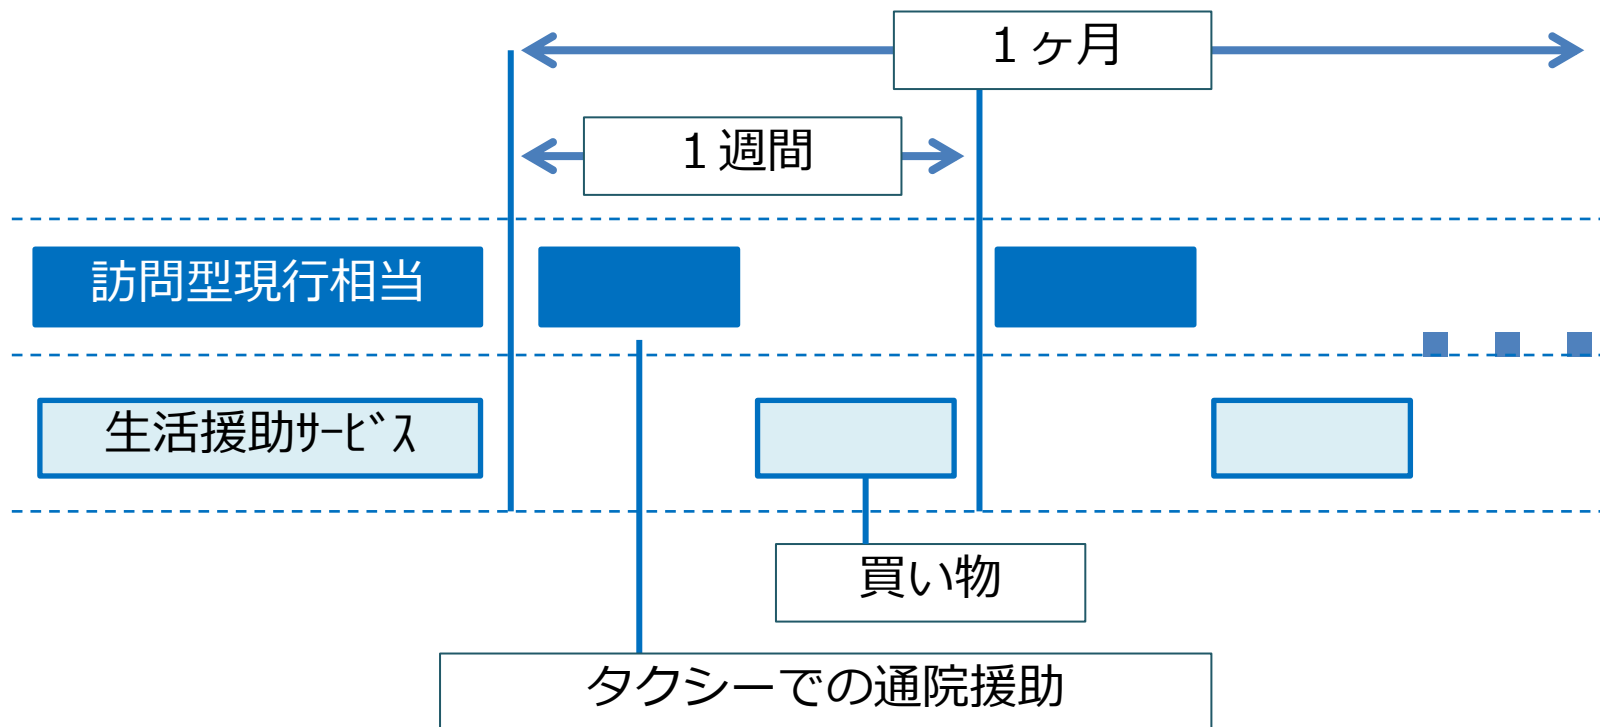 １ヶ月
１週間
訪問型現行相当
生活援助ｻｰﾋﾞｽ
買い物
タクシーでの通院援助